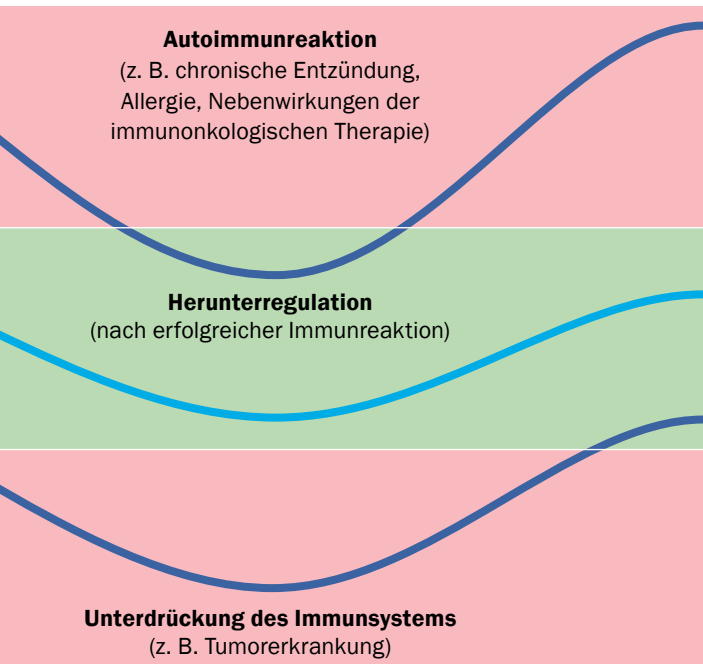 Autoimmunreaktion
(z. B. chronische Entzündung,
Allergie, Nebenwirkungen der
immunonkologischen Therapie)
Herunterregulation
(nach erfolgreicher Immunreaktion)
Unterdrückung des Immunsystems
(z. B. Tumorerkrankung)